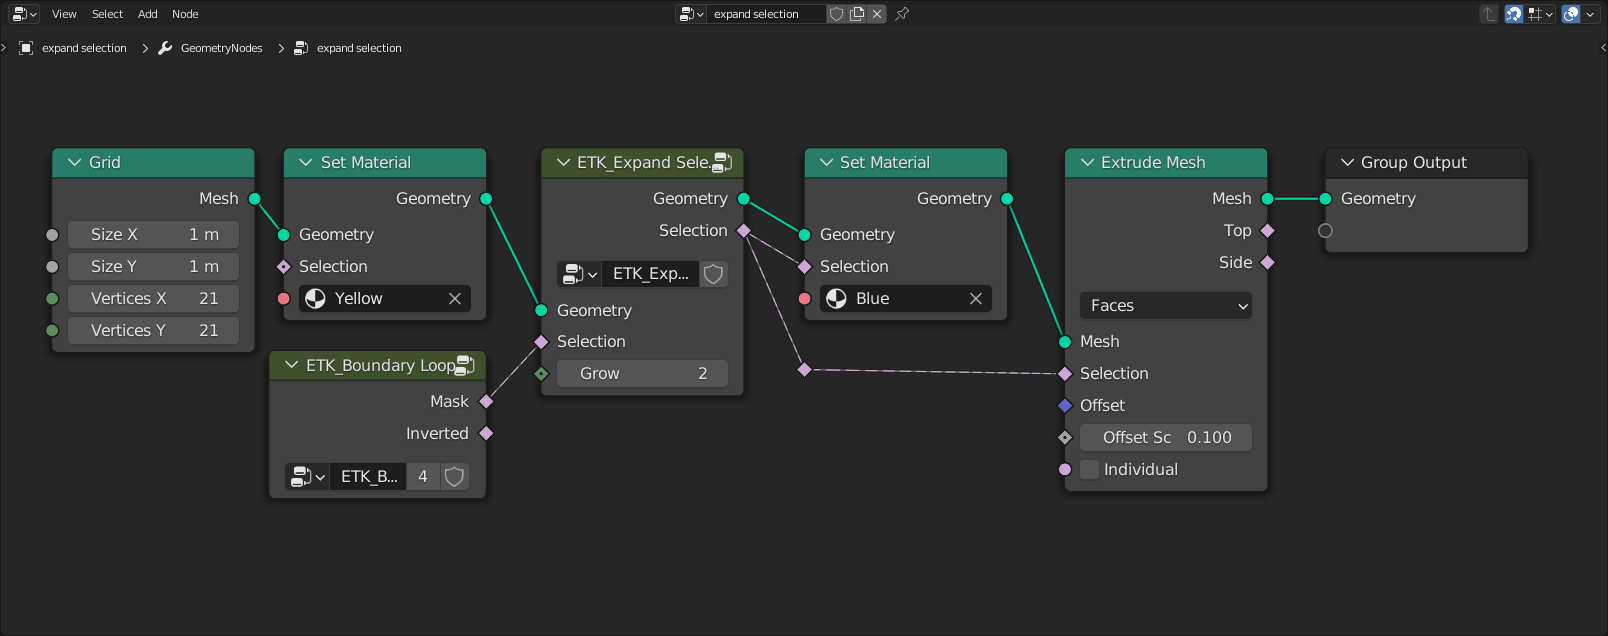 View Select Add Node
expand selection
expand selection
GeometryNodes
expand selection
Grid
Mesh
Size X 1 m
Size Y 1 m
Vertices X 21
Vertices Y 21
Set Material
Geometry
Geometry
Selection
Yellow
ETK_Boundary Loop
Mask
Inverted
ETK_B... 4
ETK_Expand Sele..
Geometry
Selection
ETK_Exp...
Geometry
Selection
Grow 2
Set Material
Geometry
Geometry
Selection
Blue
Extrude Mesh
Mesh
Top
Side
Faces
Mesh
Selection
Offset
Offset Sc 0.100
Individual
Group Output
Geometry